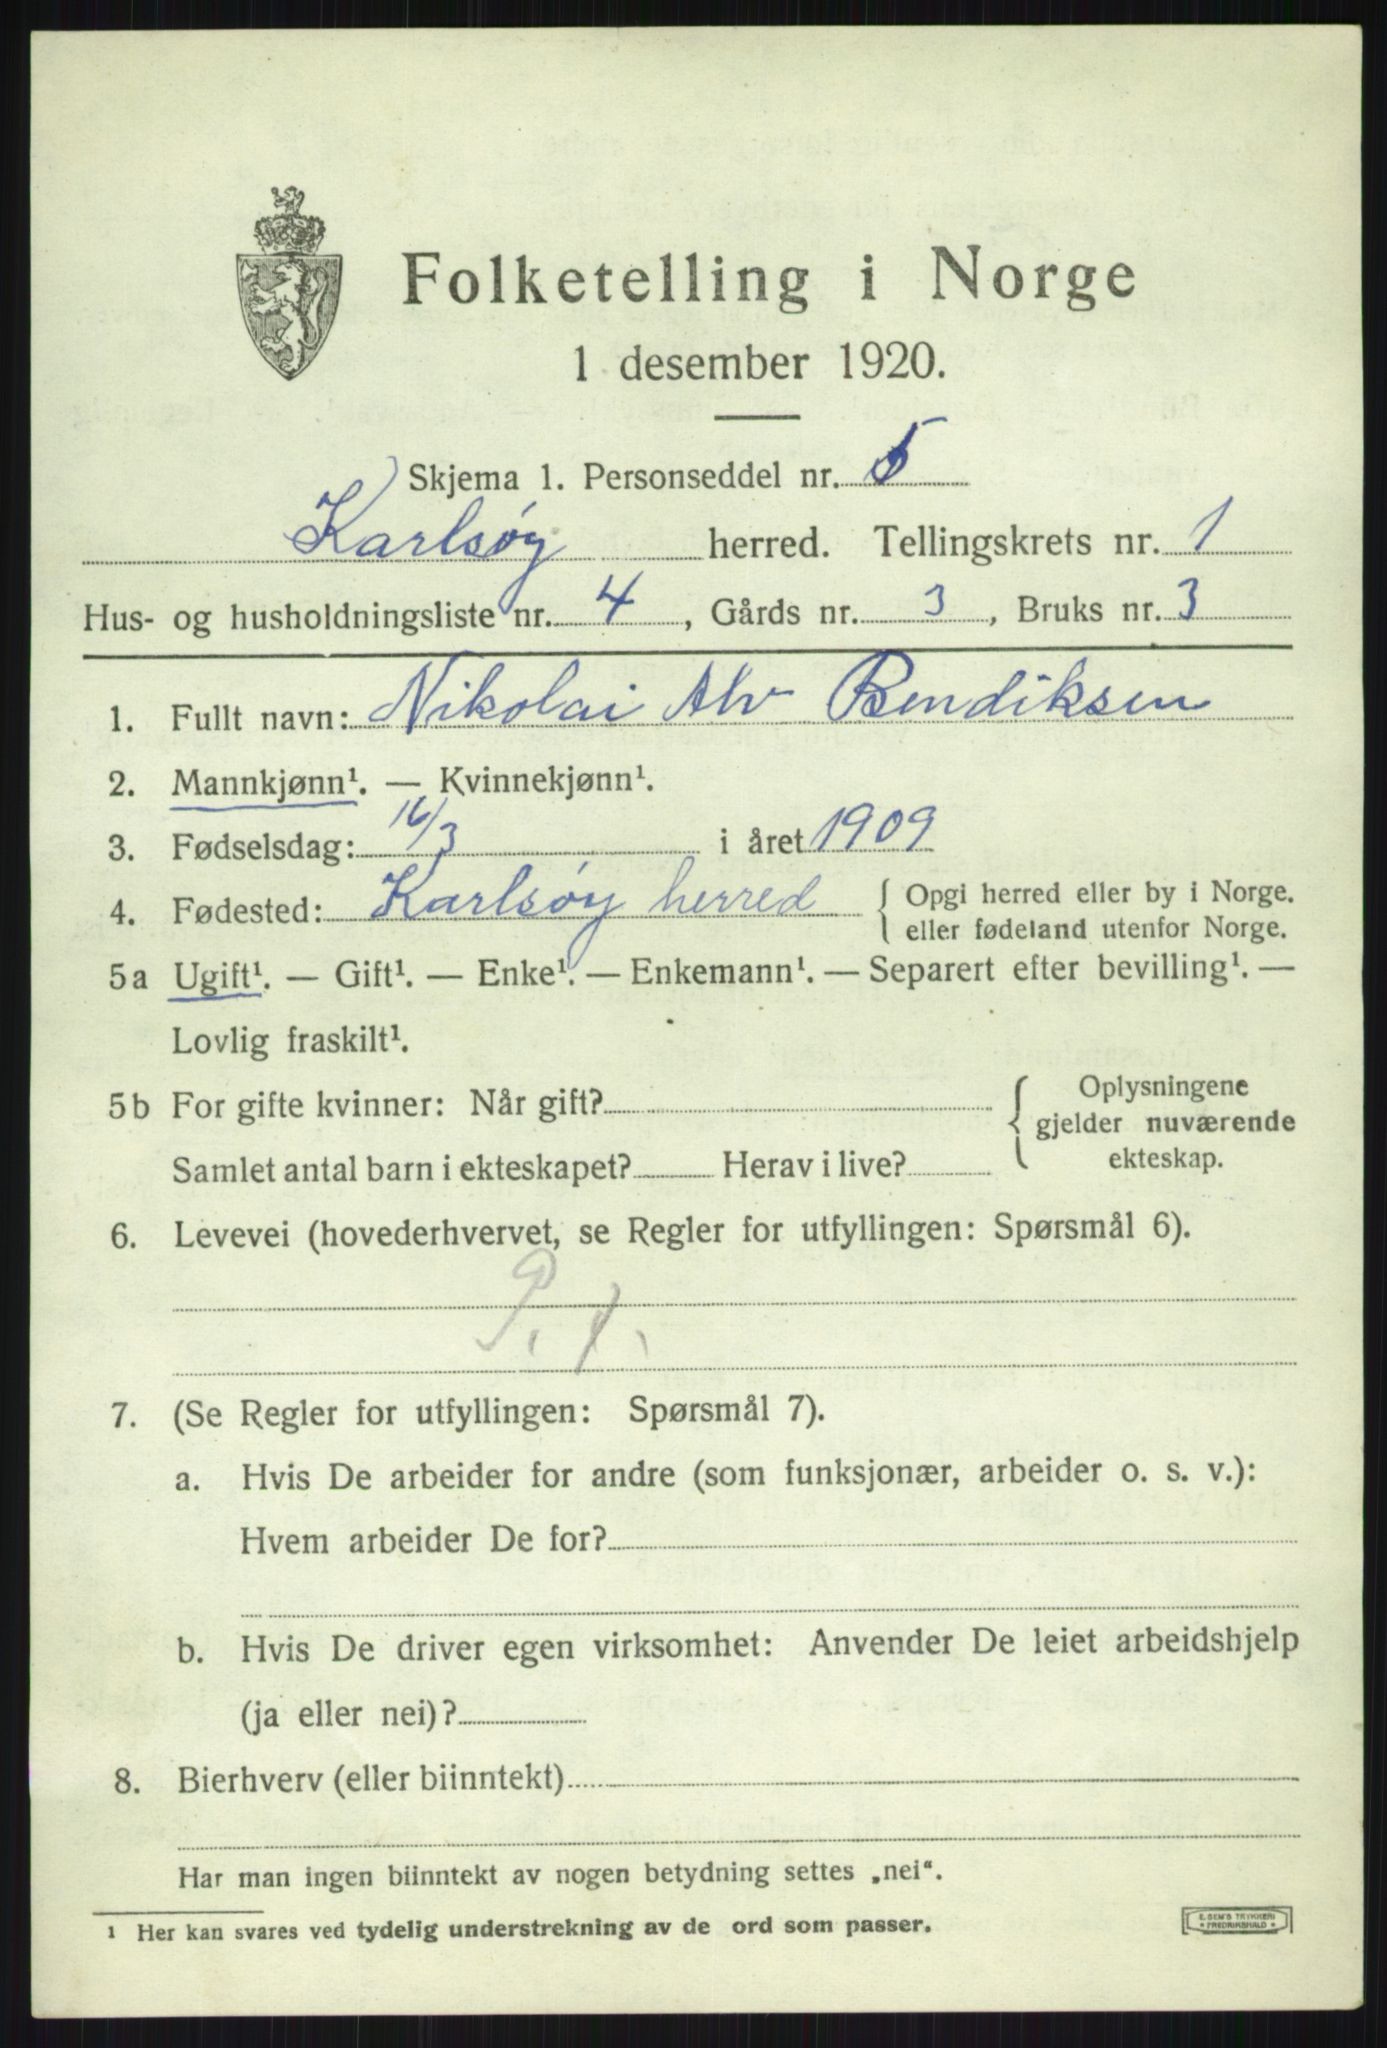 Folketelling i Norge
1 desember 1920.
Skjema 1. Personseddel nr. 5
Karlsøy herred. Tellingskrets nr. 1
Hus- og husholdningsliste nr. 4, Gårds nr. 3, Bruks nr. 3
1. Fullt navn: Nikolai Alv Bendiksen
2. Mannkjønn¹. — Kvinnekjønn¹.
3. Fødselsdag: 16/3 i året 1909
4. Fødested: Karlsøy herred { Opgi herred eller by i Norge.
eller fødeland utenfor Norge.
5a Ugift¹. — Gift¹. — Enke¹. — Enkemann¹. — Separert efter bevilling¹. —
Lovlig fraskilt¹.
5b For gifte kvinner: Når gift? { Oplysningene
gjelder nuværende
Samlet antal barn i ekteskapet? Herav i live? ekteskap.
6. Levevei (hovederhvervet, se Regler for utfyllingen: Spørsmål 6).
P. 1.
7. (Se Regler for utfyllingen: Spørsmål 7).
a. Hvis De arbeider for andre (som funksjonær, arbeider o. s. v.):
Hvem arbeider De for?
b. Hvis De driver egen virksomhet: Anvender De leiet arbeidshjelp
(ja eller nei)?
8. Bierhverv (eller biinntekt)
Har man ingen biinntekt av nogen betydning settes „nei“.
1 Her kan svares ved tydelig understrekning av de ord som passer.
E. SEM'S TRYKKERI
FREDRIKSHALD